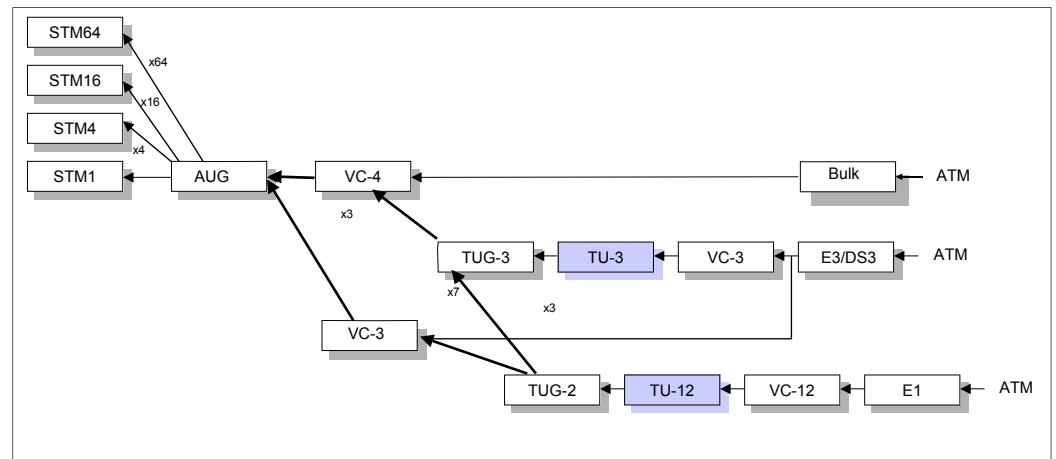 STM64
x64
STM16
x16
STM4
x4
STM1
AUG
VC-4
Bulk
ATM
x3
TUG-3
TU-3
VC-3
E3/DS3
ATM
x7
x3
VC-3
TUG-2
TU-12
VC-12
E1
ATM